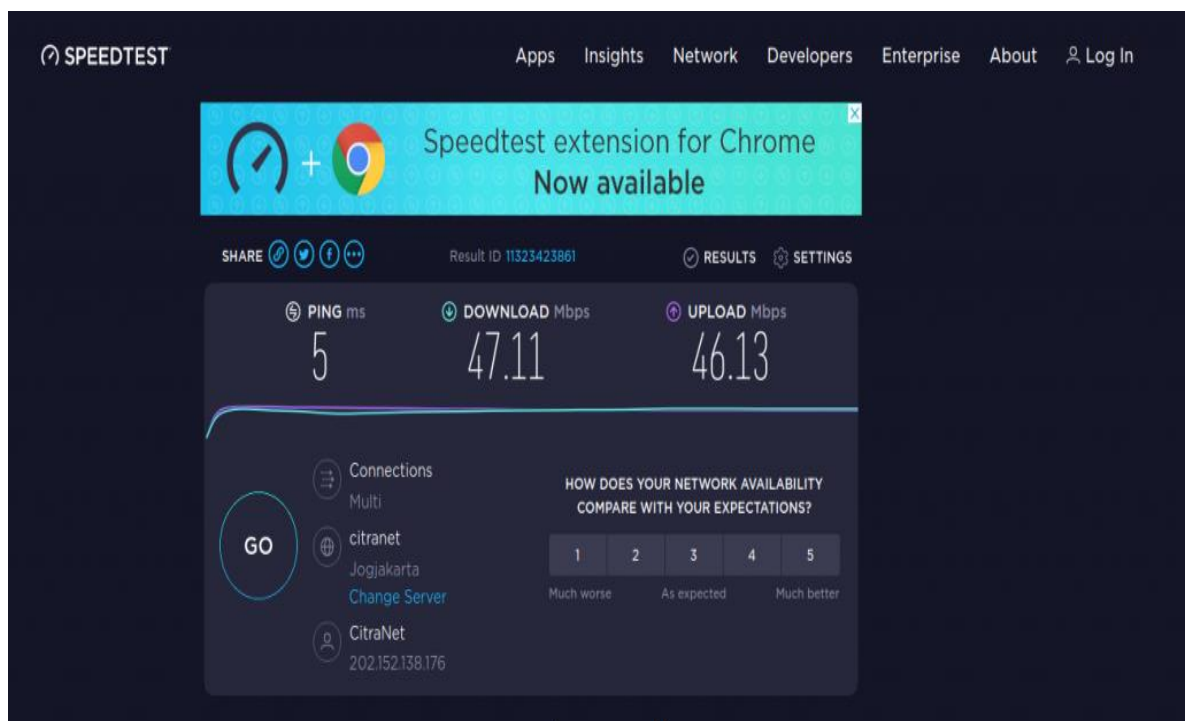 SPEEDTEST
Apps Insights Network Developers Enterprise About Log In
Speedtest extension for Chrome
Now available
SHARE
Result ID 11323423861
RESULTS SETTINGS
PING ms DOWNLOAD Mbps UPLOAD Mbps
5 47.11 46.13
GO
Connections
Multi
citranet
Jogjakarta
Change Server
CitraNet
202.152.138.176
HOW DOES YOUR NETWORK AVAILABILITY
COMPARE WITH YOUR EXPECTATIONS?
1 2 3 4 5
Much worse As expected Much better